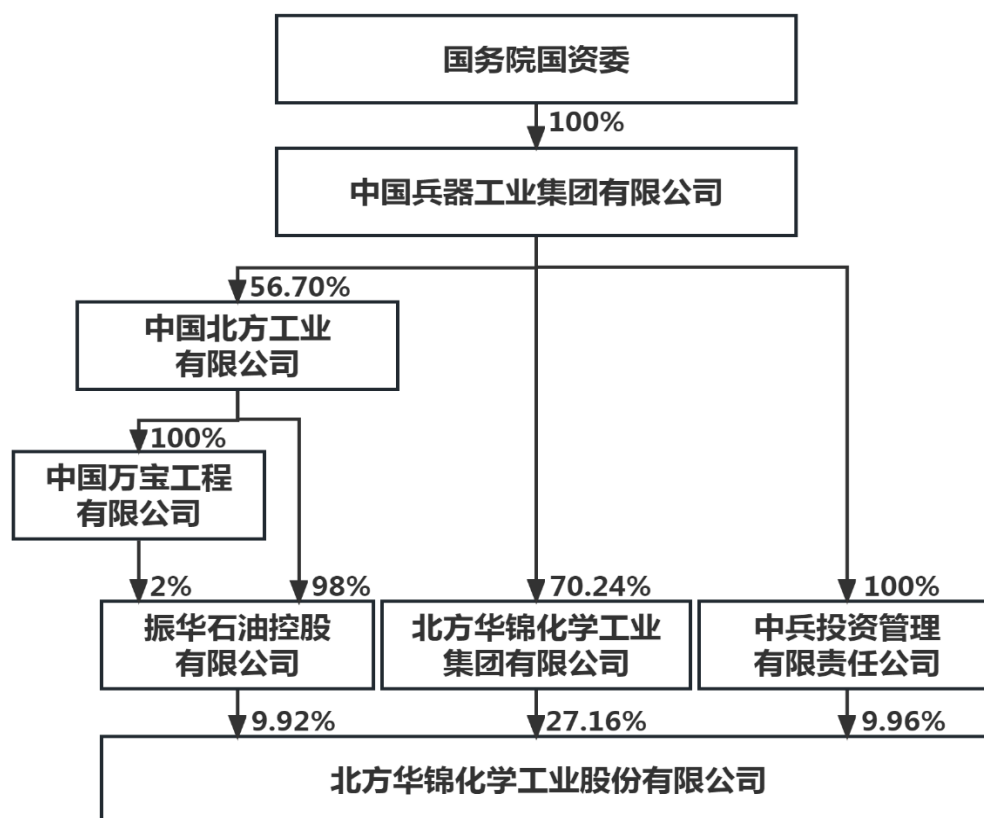 国务院国资委
100%
中国兵器工业集团有限公司
56.70%
中国北方工业
有限公司
100%
中国万宝工程
有限公司
2%
98%
70.24%
100%
振华石油控股
有限公司
北方华锦化学工业
集团有限公司
中兵投资管理
有限责任公司
9.92%
27.16%
9.96%
北方华锦化学工业股份有限公司